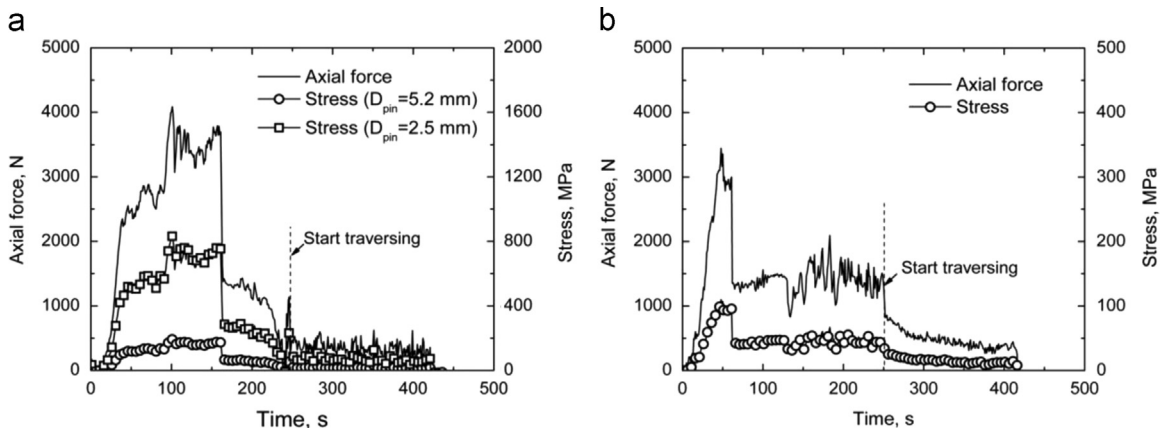 a
5000
4000
3000
2000
1000
0
Axial force, N
2000
1600
1200
800
400
0
Stress, MPa
Axial force
Stress (Dpin=5.2 mm)
Stress (Dpin=2.5 mm)
Start traversing
0 100 200 300 400 500
Time, s
b
5000
4000
3000
2000
1000
0
Axial force, N
500
400
300
200
100
0
Stress, MPa
Axial force
Stress
Start traversing
0 100 200 300 400 500
Time, s